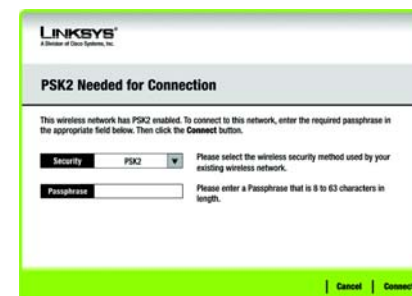 LINKSYS®
A Division of Cisco Systems, Inc.
PSK2 Needed for Connection
This wireless network has PSK2 enabled. To connect to this network, enter the required passphrase in
the appropriate field below. Then click the Connect button.
Security PSK2 Please select the wireless security method used by your
existing wireless network.
Passphrase Please enter a Passphrase that is 8 to 63 characters in
length.
Cancel Connect